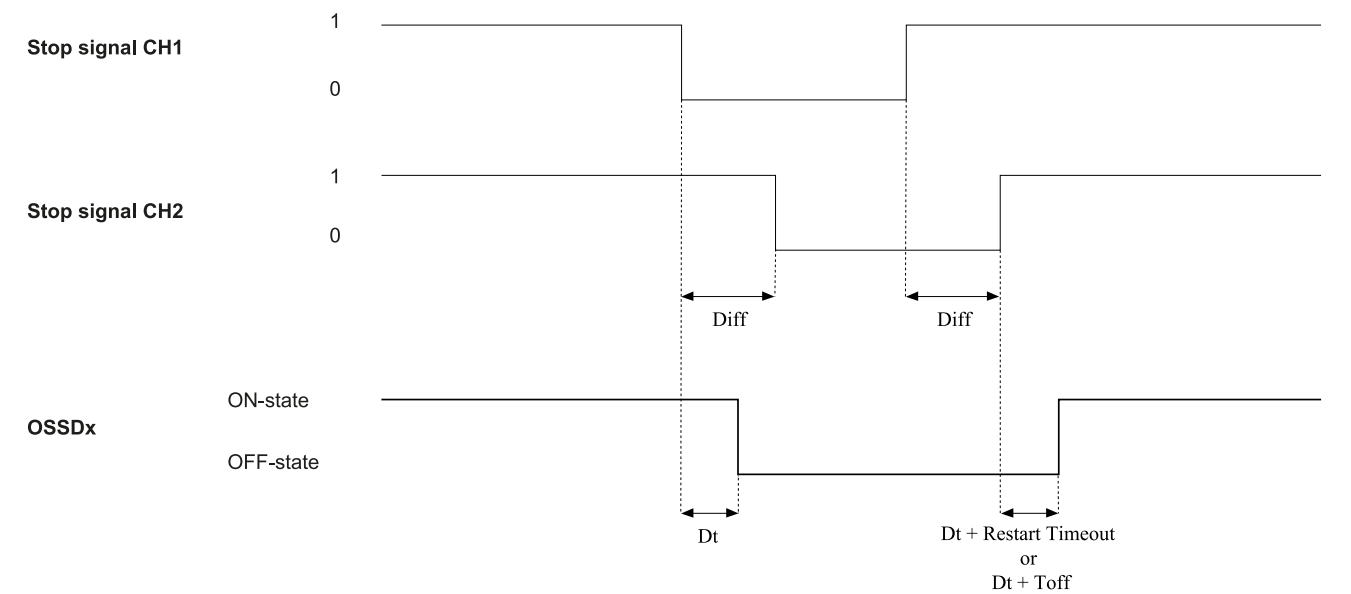 1
Stop signal CH1
0
1
Stop signal CH2
0
Diff
Diff
ON-state
OSSDx
OFF-state
Dt
Dt + Restart Timeout
or
Dt + Toff